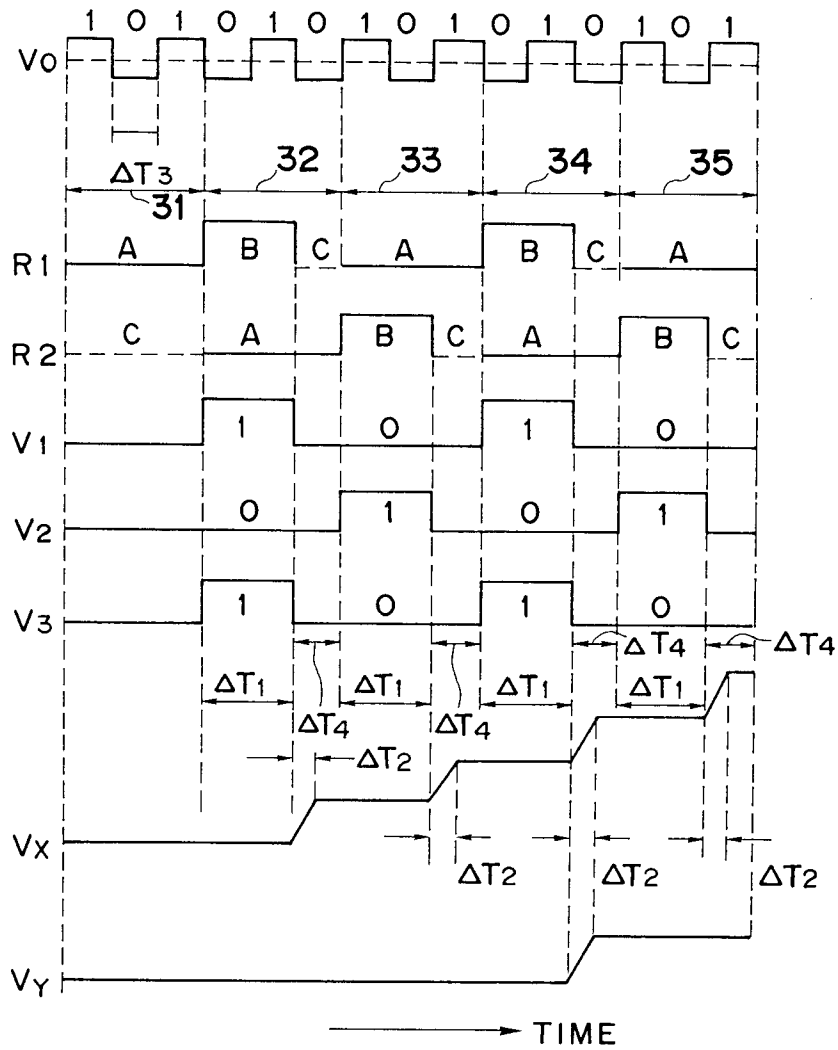 1 0 1 0 1 0 1 0 1 0 1 0 1 0 1
Vo
ΔT3 32 33 34 35
31
R1 A B C A B C A
R2 C A B C A B C
V1 1 0 1 0
V2 0 1 0 1
V3 1 0 1 0
ΔT4 ΔT4
ΔT1 ΔT1 ΔT1 ΔT1
ΔT4 ΔT4
ΔT2
VX
ΔT2 ΔT2 ΔT2
VY
TIME